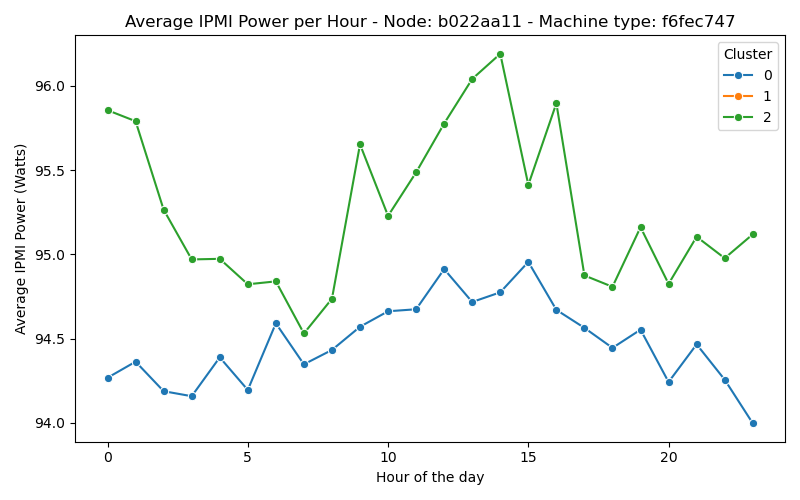 Average IPMI Power per Hour - Node: b022aa11 - Machine type: f6fec747
Cluster
0
1
2
Average IPMI Power (Watts)
96.0
95.5
95.0
94.5
94.0
0 5 10 15 20
Hour of the day